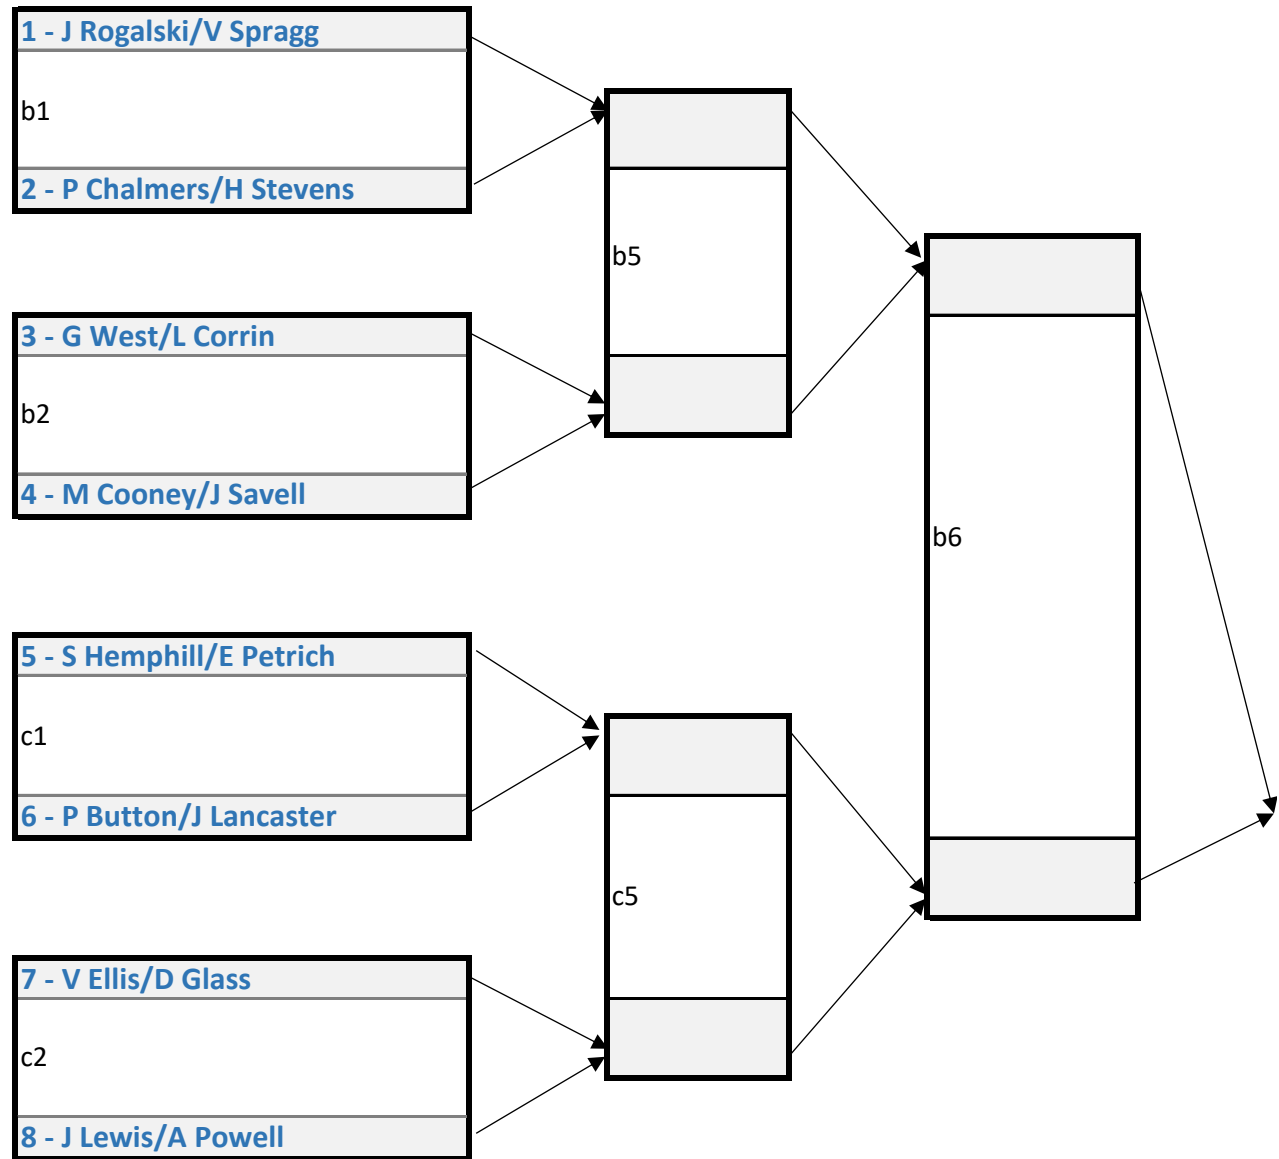 1 - J Rogalski/V Spragg
b1
2 - P Chalmers/H Stevens
b5
3 - G West/L Corrin
b2
4 - M Cooney/J Savell
b6
5 - S Hemphill/E Petrich
c1
6 - P Button/J Lancaster
c5
7 - V Ellis/D Glass
c2
8 - J Lewis/A Powell